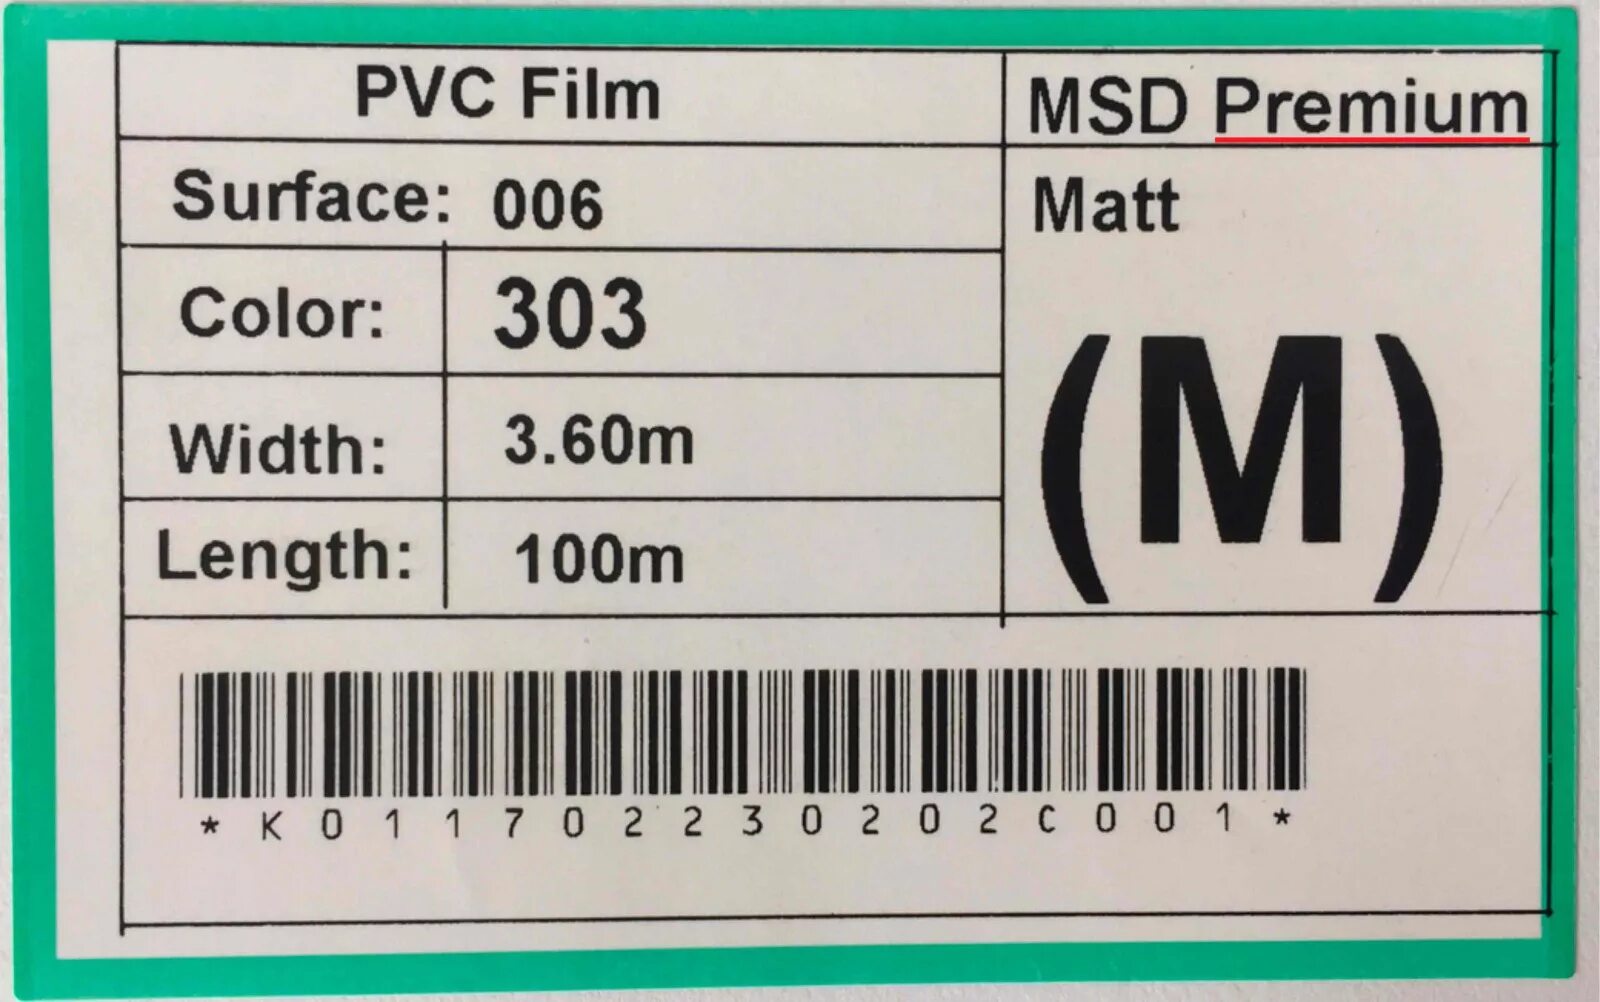 PVC Film
MSD Premium
Surface: 006
Matt
Color: 303
(M)
Width: 3.60m
Length: 100m
*K011702230202C001*